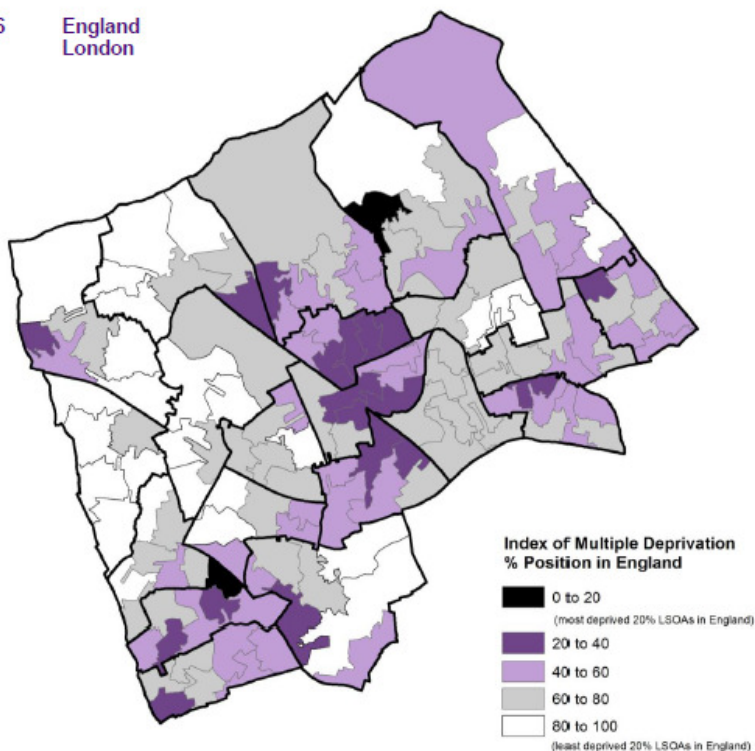 6 England
London
Index of Multiple Deprivation
% Position in England
0 to 20
(most deprived 20% LSOAs in England)
20 to 40
40 to 60
60 to 80
80 to 100
(least deprived 20% LSOAs in England)